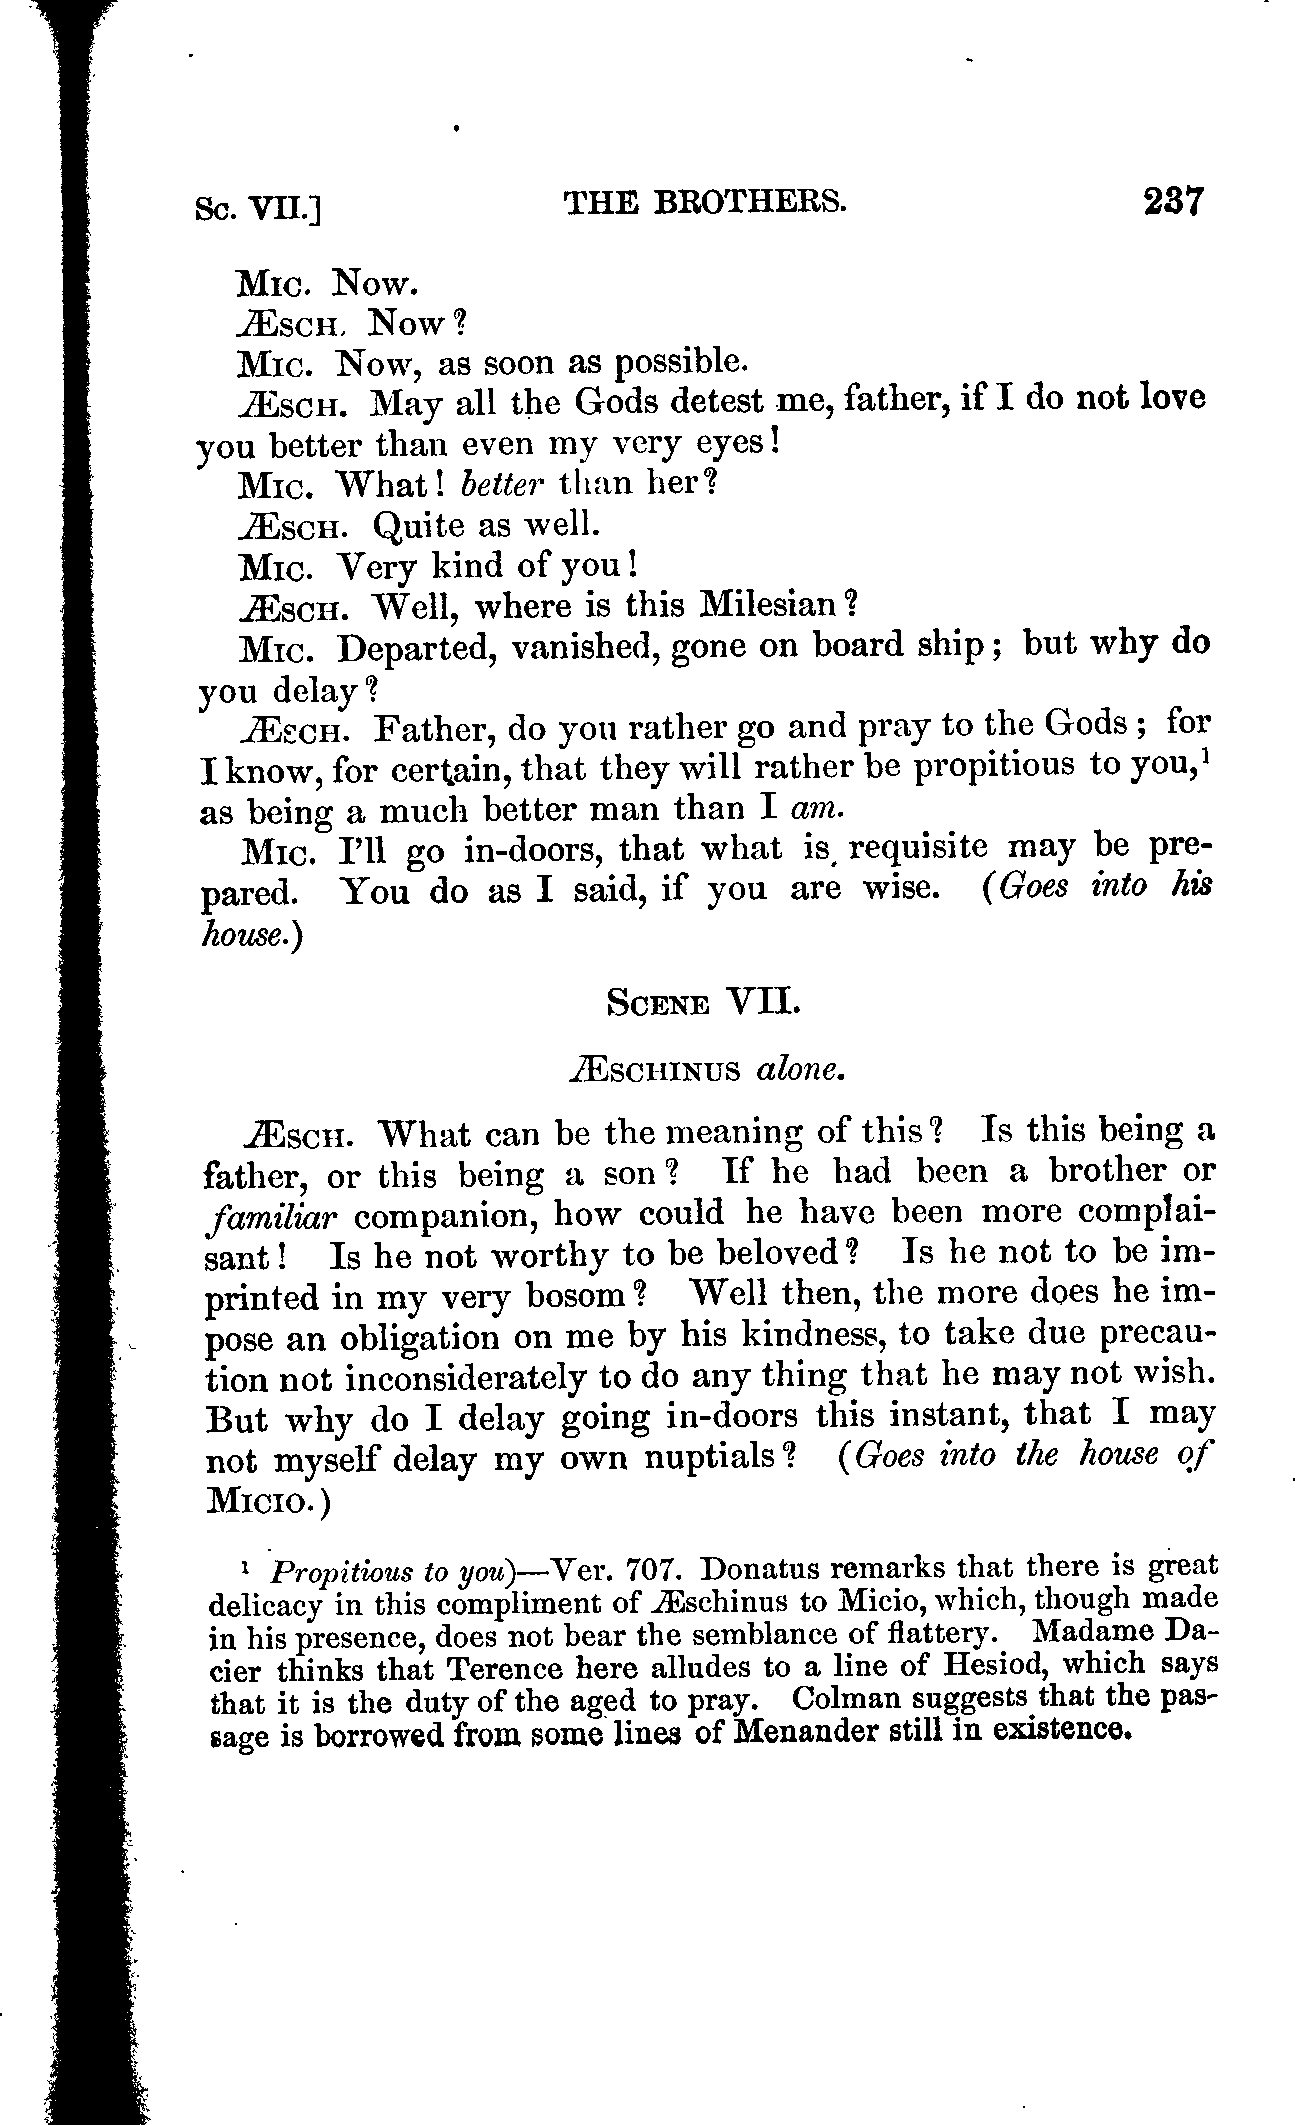 Sc. VII.] THE BROTHERS. 237
Mic. Now.
Æsch. Now?
Mic. Now, as soon as possible.
Æsch. May all the Gods detest me, father, if I do not love
you better than even my very eyes!
Mic. What! better than her?
Æsch. Quite as well.
Mic. Very kind of you!
Æsch. Well, where is this Milesian?
Mic. Departed, vanished, gone on board ship; but why do
you delay?
Æsch. Father, do you rather go and pray to the Gods; for
I know, for certain, that they will rather be propitious to you,¹
as being a much better man than I am.
Mic. I'll go in-doors, that what is requisite may be pre-
pared. You do as I said, if you are wise. (Goes into his
house.)
Scene VII.
Æschinus alone.
Æsch. What can be the meaning of this? Is this being a
father, or this being a son? If he had been a brother or
familiar companion, how could he have been more complai-
sant! Is he not worthy to be beloved? Is he not to be im-
printed in my very bosom? Well then, the more does he im-
pose an obligation on me by his kindness, to take due precau-
tion not inconsiderately to do any thing that he may not wish.
But why do I delay going in-doors this instant, that I may
not myself delay my own nuptials? (Goes into the house of
Micio.)
¹ Propitious to you)—Ver. 707. Donatus remarks that there is great
delicacy in this compliment of Æschinus to Micio, which, though made
in his presence, does not bear the semblance of flattery. Madame Da-
cier thinks that Terence here alludes to a line of Hesiod, which says
that it is the duty of the aged to pray. Colman suggests that the pas-
sage is borrowed from some lines of Menander still in existence.